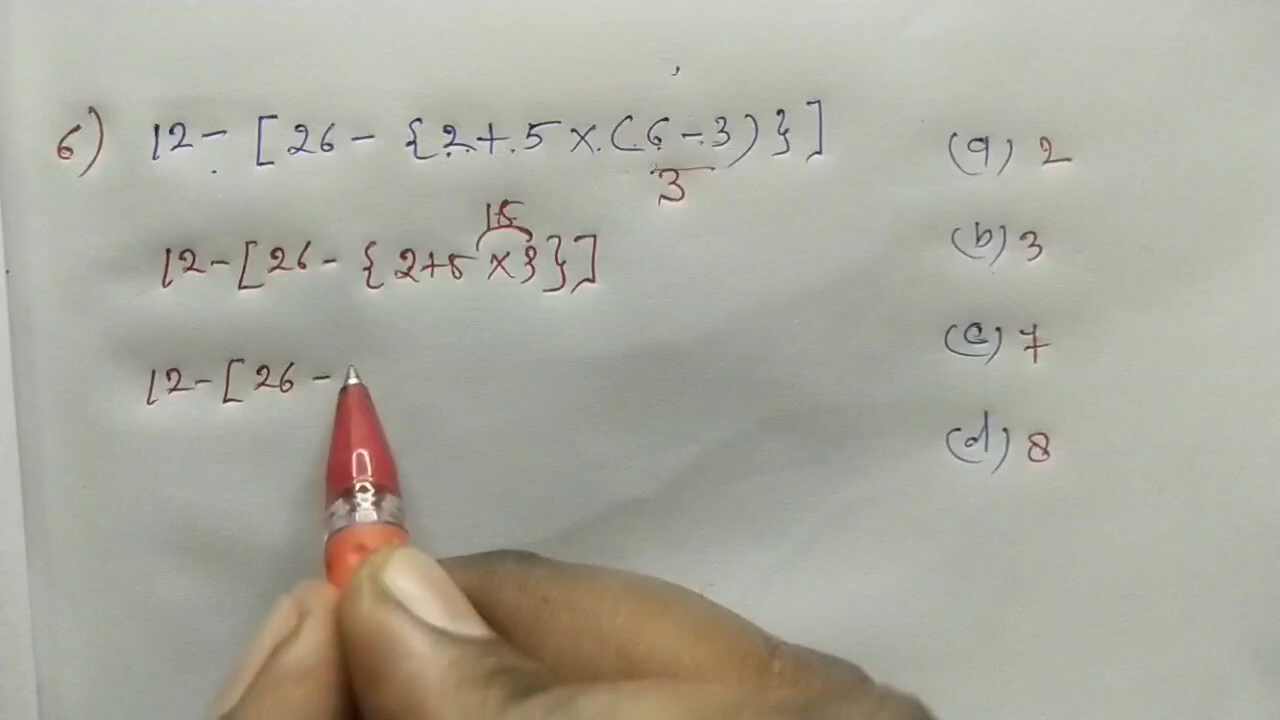 6) 12 - [ 26 - { 2 + 5 × ( 6 - 3 ) } ]
3
15
12 - [ 26 - { 2 + 5 × 3 } ]
12 - [ 26 -
(a) 2
(b) 3
(c) 7
(d) 8